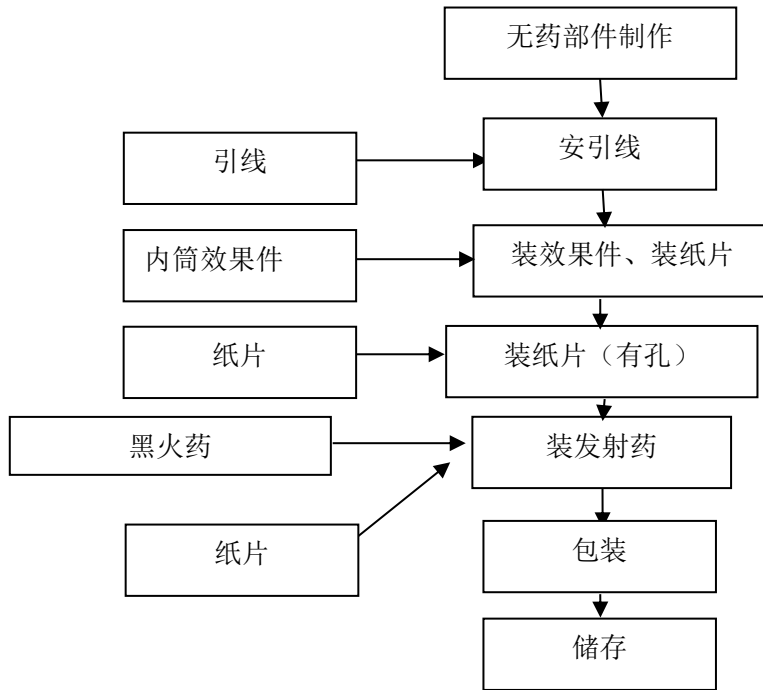 无药部件制作
引线
安引线
内筒效果件
装效果件、装纸片
纸片
装纸片（有孔）
黑火药
装发射药
纸片
包装
储存